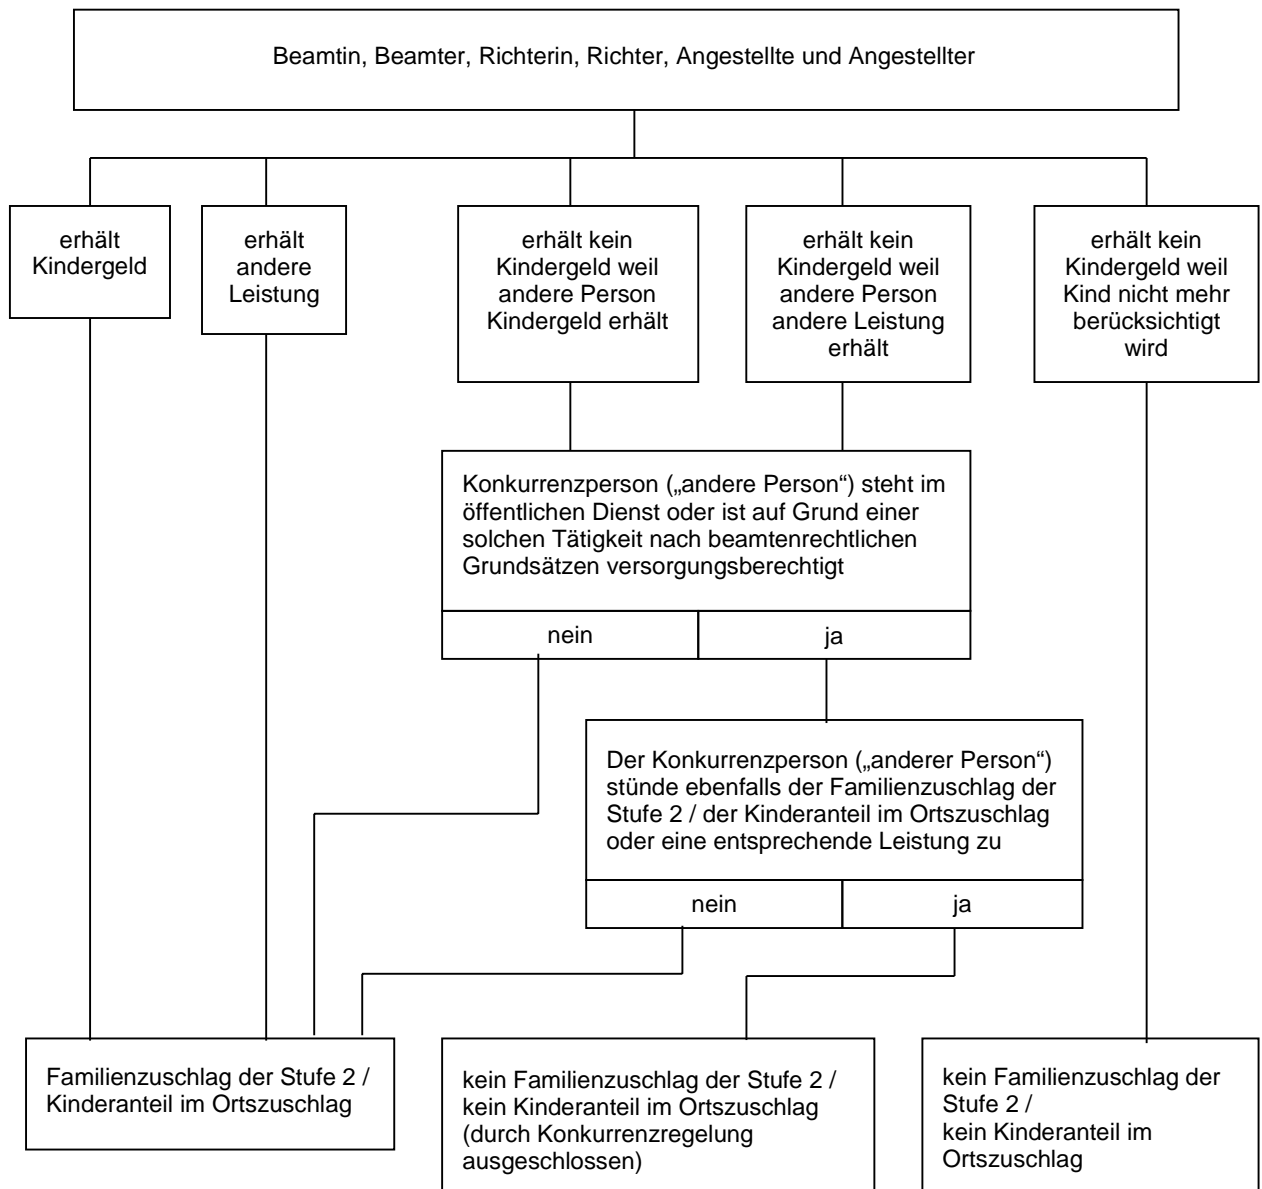 Beamtin, Beamter, Richterin, Richter, Angestellte und Angestellter
erhält
Kindergeld
erhält
andere
Leistung
erhält kein
Kindergeld weil
andere Person
Kindergeld erhält
erhält kein
Kindergeld weil
andere Person
andere Leistung
erhält
erhält kein
Kindergeld weil
Kind nicht mehr
berücksichtigt
wird
Konkurrenzperson („andere Person“) steht im
öffentlichen Dienst oder ist auf Grund einer
solchen Tätigkeit nach beamtenrechtlichen
Grundsätzen versorgungsberechtigt
nein
ja
Der Konkurrenzperson („anderer Person“)
stünde ebenfalls der Familienzuschlag der
Stufe 2 / der Kinderanteil im Ortszuschlag
oder eine entsprechende Leistung zu
nein
ja
Familienzuschlag der Stufe 2 /
Kinderanteil im Ortszuschlag
kein Familienzuschlag der Stufe 2 /
kein Kinderanteil im Ortszuschlag
(durch Konkurrenzregelung
ausgeschlossen)
kein Familienzuschlag der
Stufe 2 /
kein Kinderanteil im
Ortszuschlag